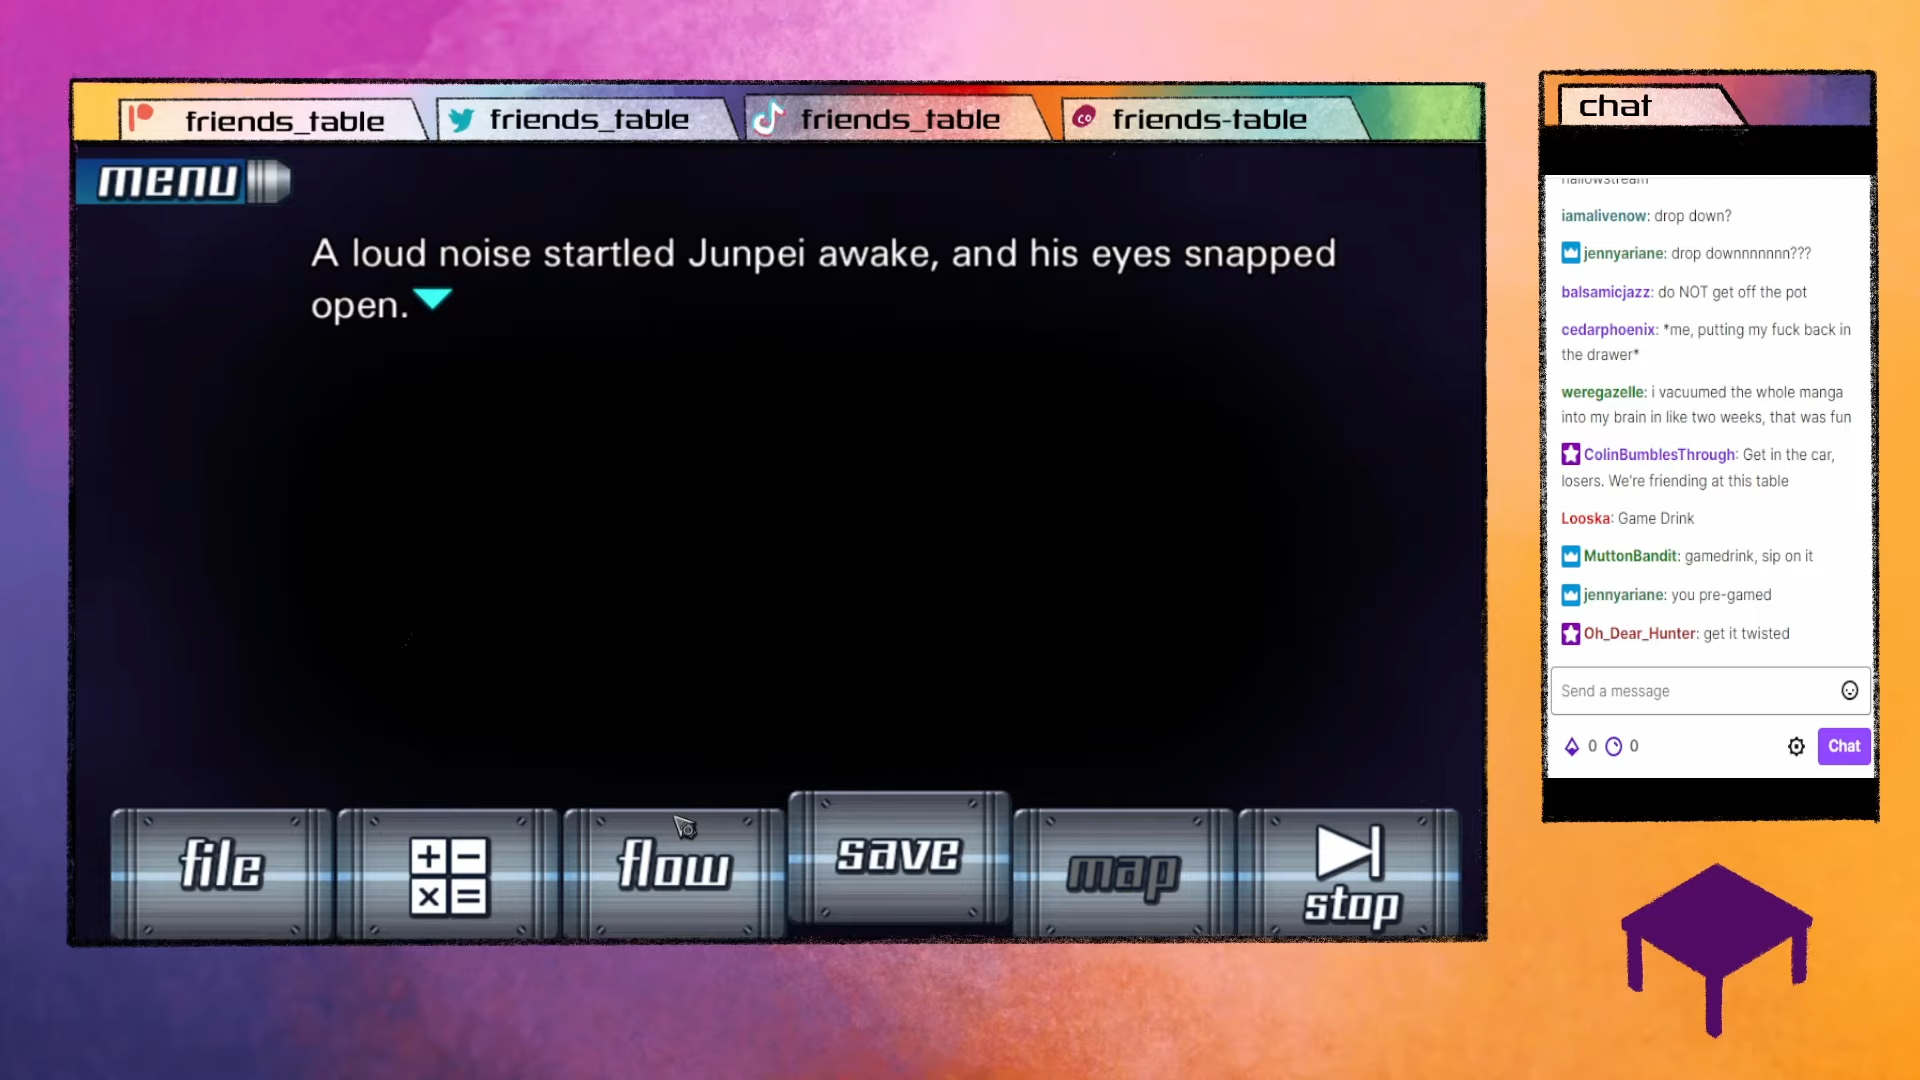 friends_table
friends_table
friends_table
friends-table
menu
A loud noise startled Junpei awake, and his eyes snapped
open.
file
flow
save
map
stop
chat
hallowstream
iamalivenow: drop down?
jennyariane: drop downnnnnnn???
balsamicjazz: do NOT get off the pot
cedarphoenix: *me, putting my fuck back in
the drawer*
weregazelle: i vacuumed the whole manga
into my brain in like two weeks, that was fun
ColinBumblesThrough: Get in the car,
losers. We're friending at this table
Looska: Game Drink
MuttonBandit: gamedrink, sip on it
jennyariane: you pre-gamed
Oh_Dear_Hunter: get it twisted
Send a message
0 0
Chat